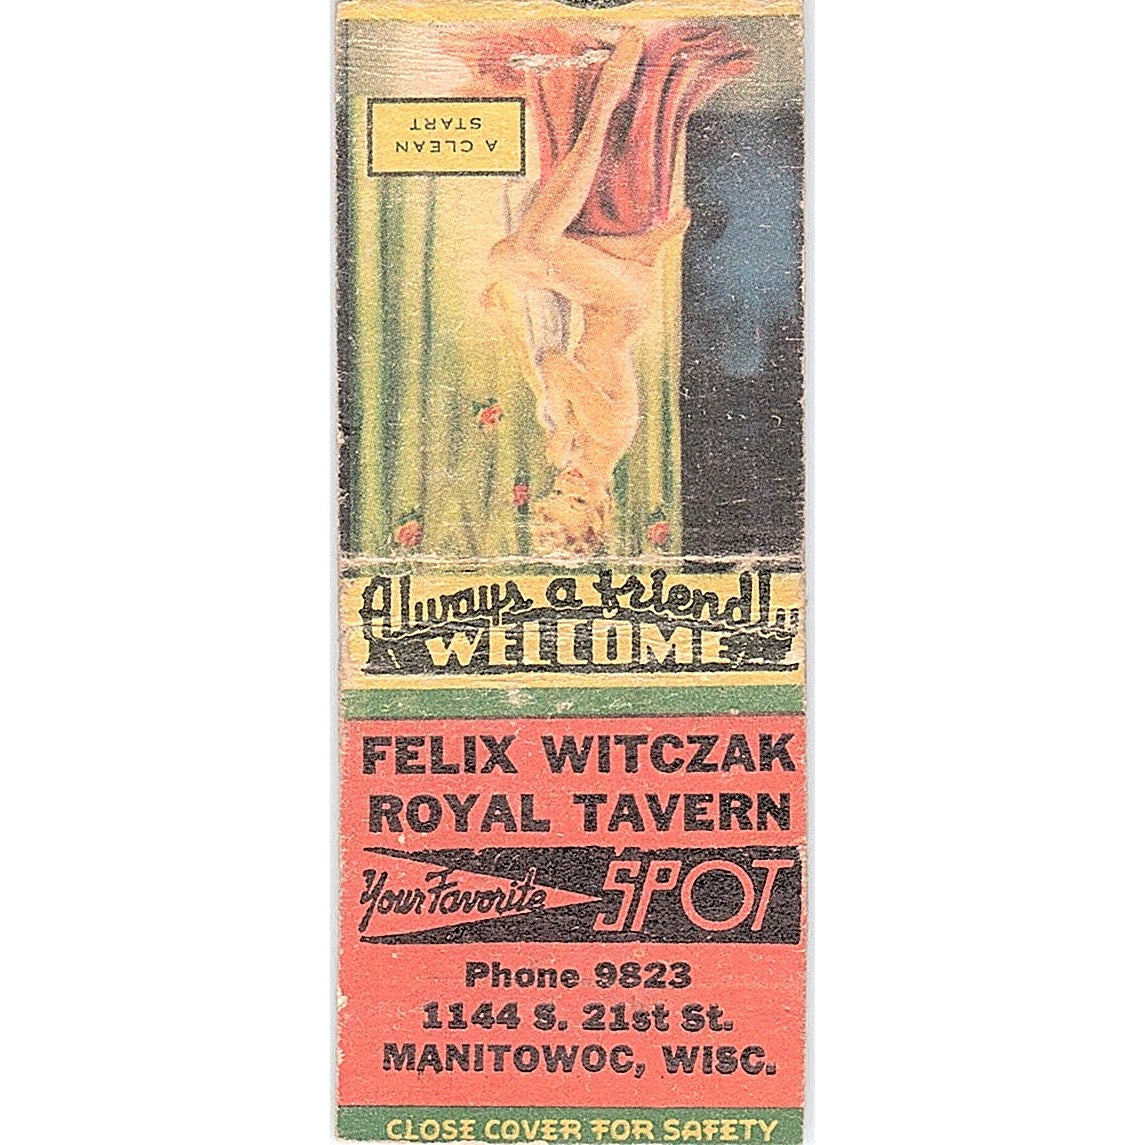 A CLEAN
START
Always a friendly
WELCOME
FELIX WITCZAK
ROYAL TAVERN
Your Favorite SPOT
Phone 9823
1144 S. 21st St.
MANITOWOC, WISC.
CLOSE COVER FOR SAFETY